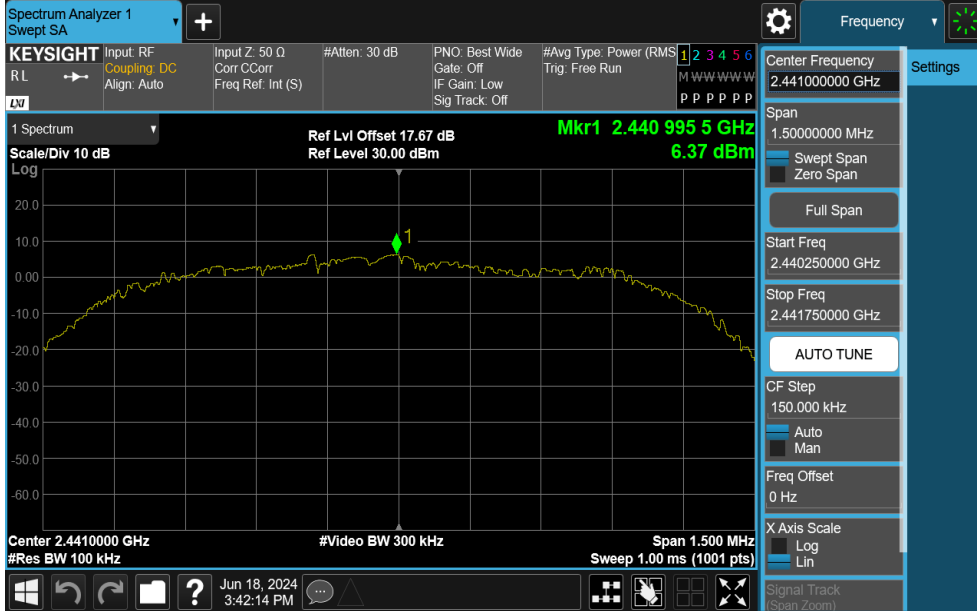 Spectrum Analyzer 1
Swept SA
+
Frequency
KEYSIGHT
RL
LXI
Input: RF
Coupling: DC
Align: Auto
Input Z: 50 Ω
Corr CCorr
Freq Ref: Int (S)
#Atten: 30 dB
PNO: Best Wide
Gate: Off
IF Gain: Low
Sig Track: Off
#Avg Type: Power (RMS
Trig: Free Run
1 2 3 4 5 6
M W W W W W
P P P P P P
1 Spectrum
Scale/Div 10 dB
Log
Ref Lvl Offset 17.67 dB
Ref Level 30.00 dBm
Mkr1 2.440 995 5 GHz
6.37 dBm
1
20.0
10.0
0.00
-10.0
-20.0
-30.0
-40.0
-50.0
-60.0
Center 2.4410000 GHz
#Res BW 100 kHz
#Video BW 300 kHz
Span 1.500 MHz
Sweep 1.00 ms (1001 pts)
?
Jun 18, 2024
3:42:14 PM
Center Frequency
2.441000000 GHz
Span
1.50000000 MHz
Swept Span
Zero Span
Full Span
Start Freq
2.440250000 GHz
Stop Freq
2.441750000 GHz
AUTO TUNE
CF Step
150.000 kHz
Auto
Man
Freq Offset
0 Hz
X Axis Scale
Log
Lin
Signal Track
(Span Zoom)
Settings